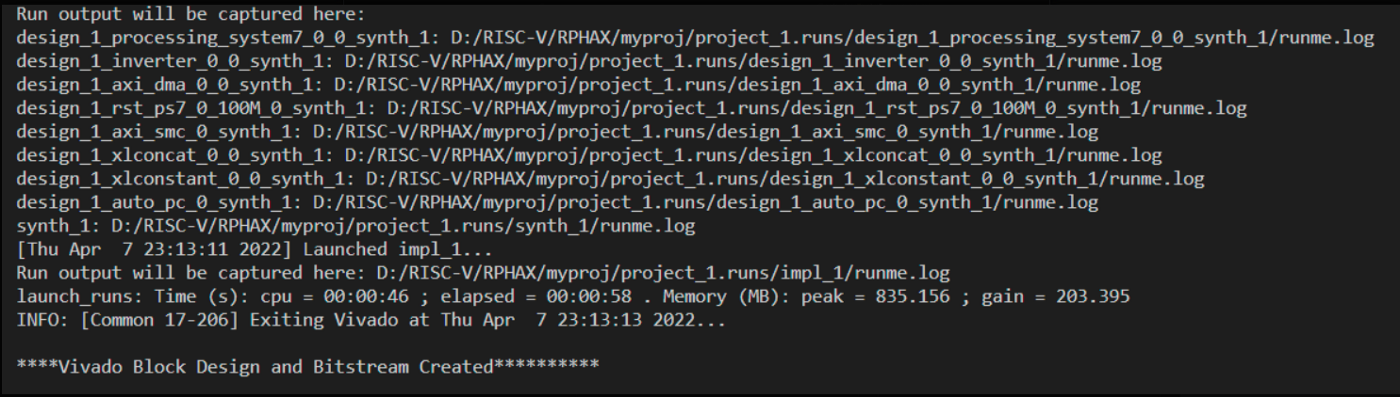 Run output will be captured here:
design_1_processing_system7_0_0_synth_1: D:/RISC-V/RPHAX/myproj/project_1.runs/design_1_processing_system7_0_0_synth_1/runme.log
design_1_inverter_0_0_synth_1: D:/RISC-V/RPHAX/myproj/project_1.runs/design_1_inverter_0_0_synth_1/runme.log
design_1_axi_dma_0_0_synth_1: D:/RISC-V/RPHAX/myproj/project_1.runs/design_1_axi_dma_0_0_synth_1/runme.log
design_1_rst_ps7_0_100M_0_synth_1: D:/RISC-V/RPHAX/myproj/project_1.runs/design_1_rst_ps7_0_100M_0_synth_1/runme.log
design_1_axi_smc_0_synth_1: D:/RISC-V/RPHAX/myproj/project_1.runs/design_1_axi_smc_0_synth_1/runme.log
design_1_xlconcat_0_0_synth_1: D:/RISC-V/RPHAX/myproj/project_1.runs/design_1_xlconcat_0_0_synth_1/runme.log
design_1_xlconstant_0_0_synth_1: D:/RISC-V/RPHAX/myproj/project_1.runs/design_1_xlconstant_0_0_synth_1/runme.log
design_1_auto_pc_0_synth_1: D:/RISC-V/RPHAX/myproj/project_1.runs/design_1_auto_pc_0_synth_1/runme.log
synth_1: D:/RISC-V/RPHAX/myproj/project_1.runs/synth_1/runme.log
[Thu Apr  7 23:13:11 2022] Launched impl_1...
Run output will be captured here: D:/RISC-V/RPHAX/myproj/project_1.runs/impl_1/runme.log
launch_runs: Time (s): cpu = 00:00:46 ; elapsed = 00:00:58 . Memory (MB): peak = 835.156 ; gain = 203.395
INFO: [Common 17-206] Exiting Vivado at Thu Apr  7 23:13:13 2022...
****Vivado Block Design and Bitstream Created**********